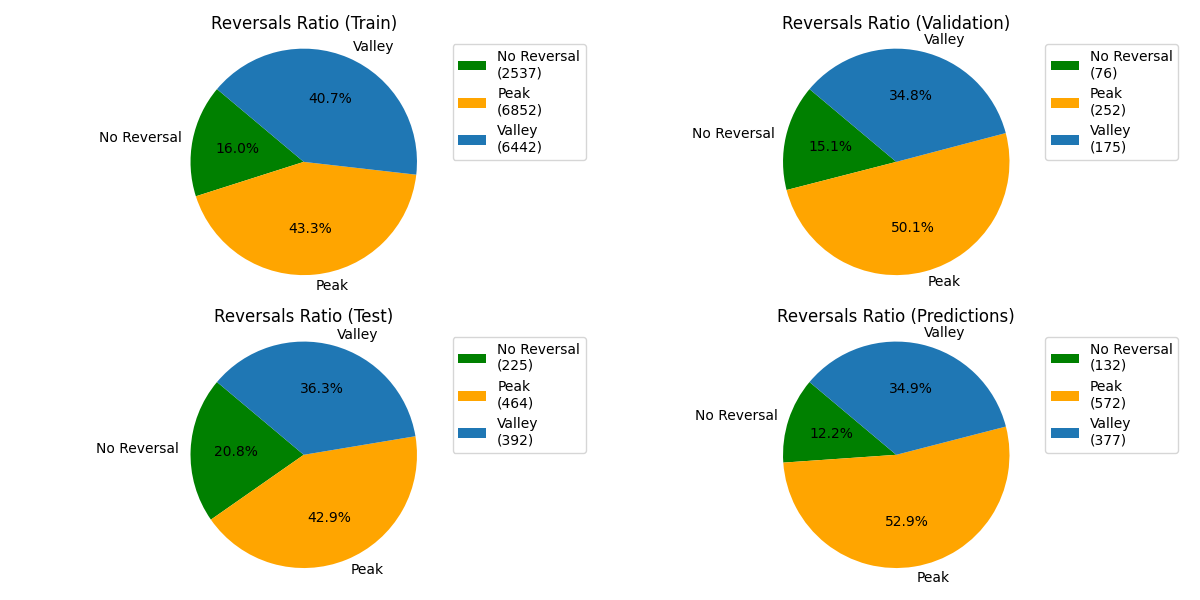 Reversals Ratio (Train)
Valley
No Reversal
40.7%
16.0%
43.3%
Peak
No Reversal
(2537)
Peak
(6852)
Valley
(6442)
Reversals Ratio (Validation)
Valley
No Reversal
34.8%
15.1%
50.1%
Peak
No Reversal
(76)
Peak
(252)
Valley
(175)
Reversals Ratio (Test)
Valley
No Reversal
36.3%
20.8%
42.9%
Peak
No Reversal
(225)
Peak
(464)
Valley
(392)
Reversals Ratio (Predictions)
Valley
No Reversal
34.9%
12.2%
52.9%
Peak
No Reversal
(132)
Peak
(572)
Valley
(377)